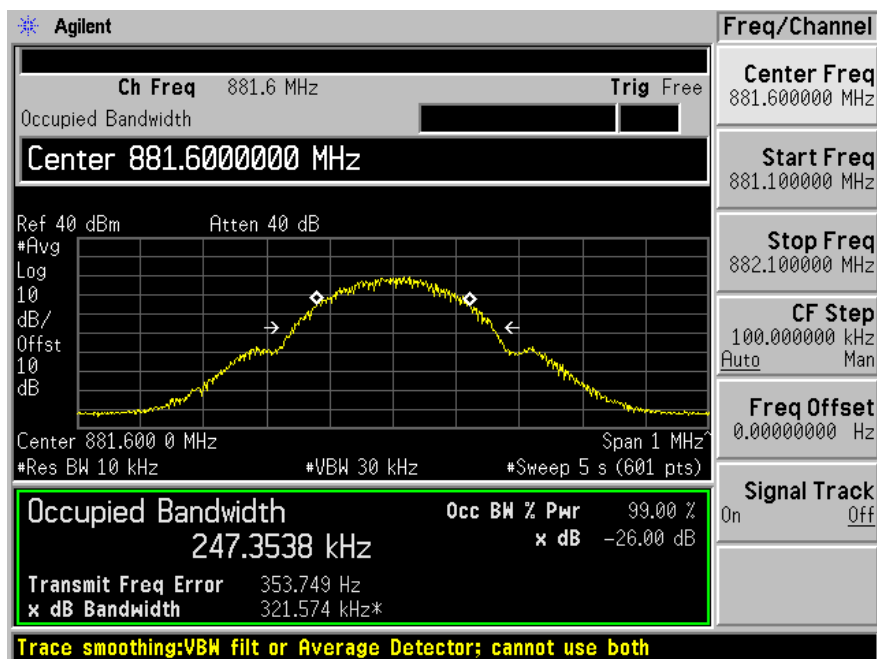 Agilent
Freq/Channel
Ch Freq 881.6 MHz Trig Free
Occupied Bandwidth
Center 881.6000000 MHz
Ref 40 dBm Atten 40 dB
#Avg
Log
10
dB/
Offst
10
dB
Center 881.600 0 MHz Span 1 MHz^
#Res BW 10 kHz #VBW 30 kHz #Sweep 5 s (601 pts)
Occupied Bandwidth Occ BW % Pwr 99.00 %
247.3538 kHz x dB -26.00 dB
Transmit Freq Error 353.749 Hz
x dB Bandwidth 321.574 kHz*
Trace smoothing:VBW filt or Average Detector; cannot use both
Center Freq
881.600000 MHz
Start Freq
881.100000 MHz
Stop Freq
882.100000 MHz
CF Step
100.000000 kHz
Auto Man
Freq Offset
0.00000000 Hz
Signal Track
On Off